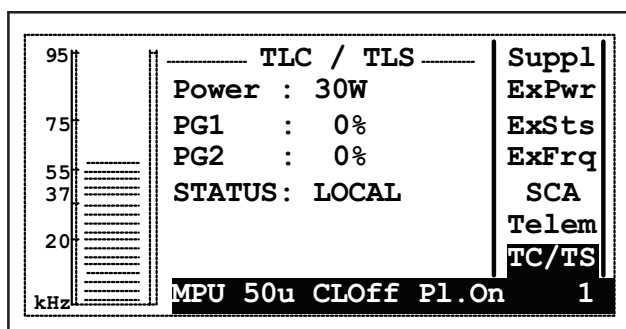 95
75
55
37
20
kHz
TLC / TLS
Power : 30W
PG1 : 0%
PG2 : 0%
STATUS: LOCAL
Suppl
ExPwr
ExSts
ExFrq
SCA
Telem
TC/TS
MPU 50u CLOff Pl.On 1